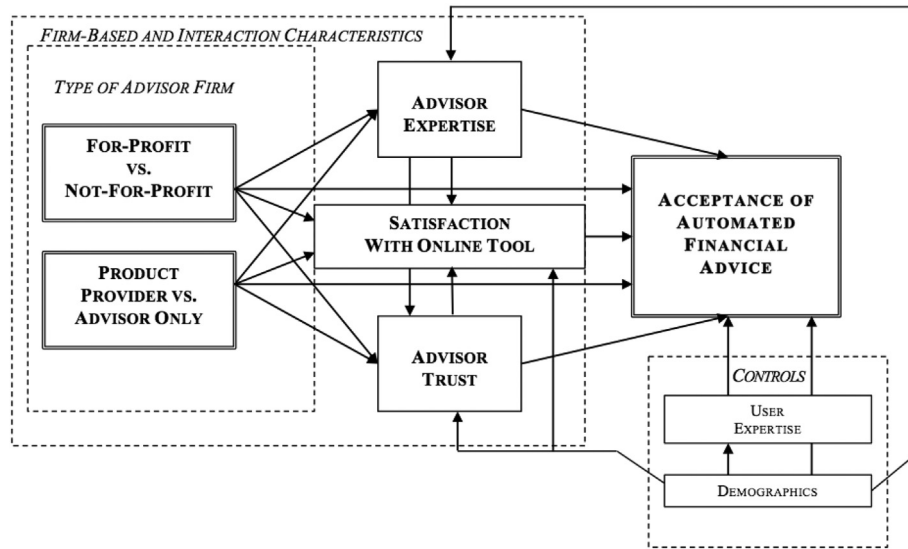 FIRM-BASED AND INTERACTION CHARACTERISTICS
TYPE OF ADVISOR FIRM
FOR-PROFIT
VS.
NOT-FOR-PROFIT
PRODUCT
PROVIDER VS.
ADVISOR ONLY
ADVISOR
EXPERTISE
SATISFACTION
WITH ONLINE TOOL
ADVISOR
TRUST
ACCEPTANCE OF
AUTOMATED
FINANCIAL
ADVICE
CONTROLS
USER
EXPERTISE
DEMOGRAPHICS